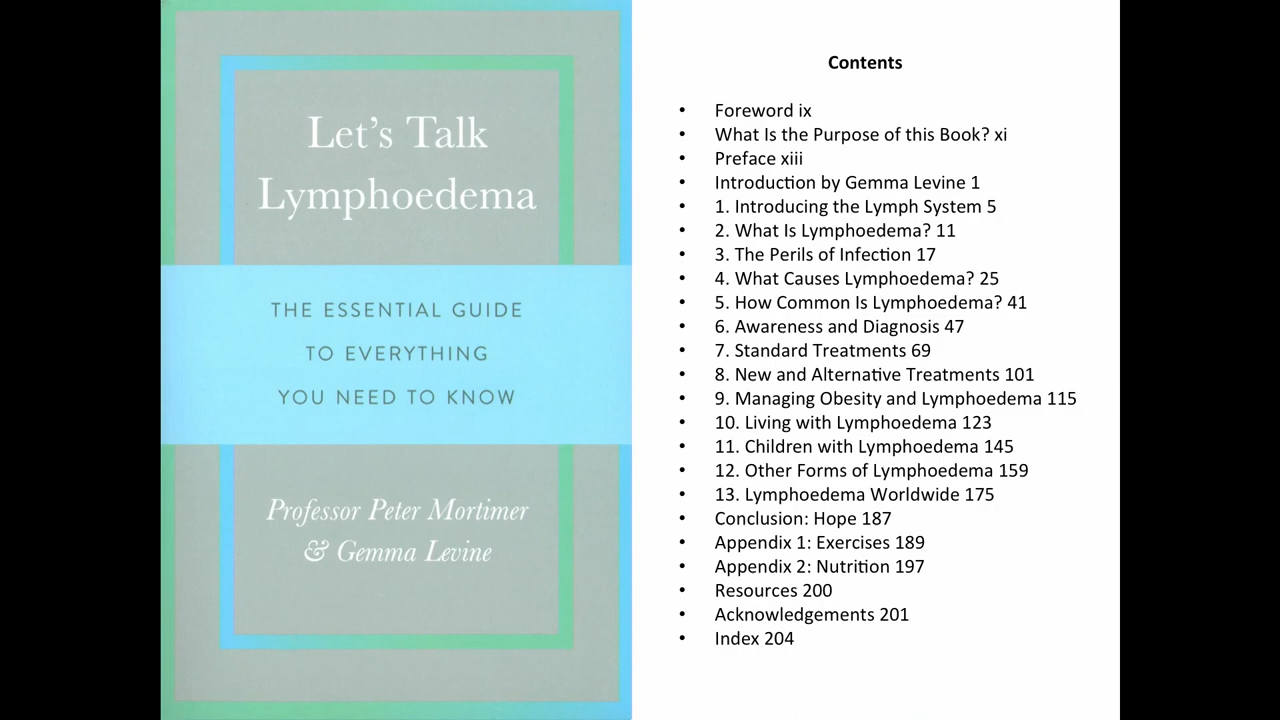 Let's Talk
Lymphoedema
THE ESSENTIAL GUIDE
TO EVERYTHING
YOU NEED TO KNOW
Professor Peter Mortimer
& Gemma Levine
Contents
• Foreword ix
• What Is the Purpose of this Book? xi
• Preface xiii
• Introduction by Gemma Levine 1
• 1. Introducing the Lymph System 5
• 2. What Is Lymphoedema? 11
• 3. The Perils of Infection 17
• 4. What Causes Lymphoedema? 25
• 5. How Common Is Lymphoedema? 41
• 6. Awareness and Diagnosis 47
• 7. Standard Treatments 69
• 8. New and Alternative Treatments 101
• 9. Managing Obesity and Lymphoedema 115
• 10. Living with Lymphoedema 123
• 11. Children with Lymphoedema 145
• 12. Other Forms of Lymphoedema 159
• 13. Lymphoedema Worldwide 175
• Conclusion: Hope 187
• Appendix 1: Exercises 189
• Appendix 2: Nutrition 197
• Resources 200
• Acknowledgements 201
• Index 204